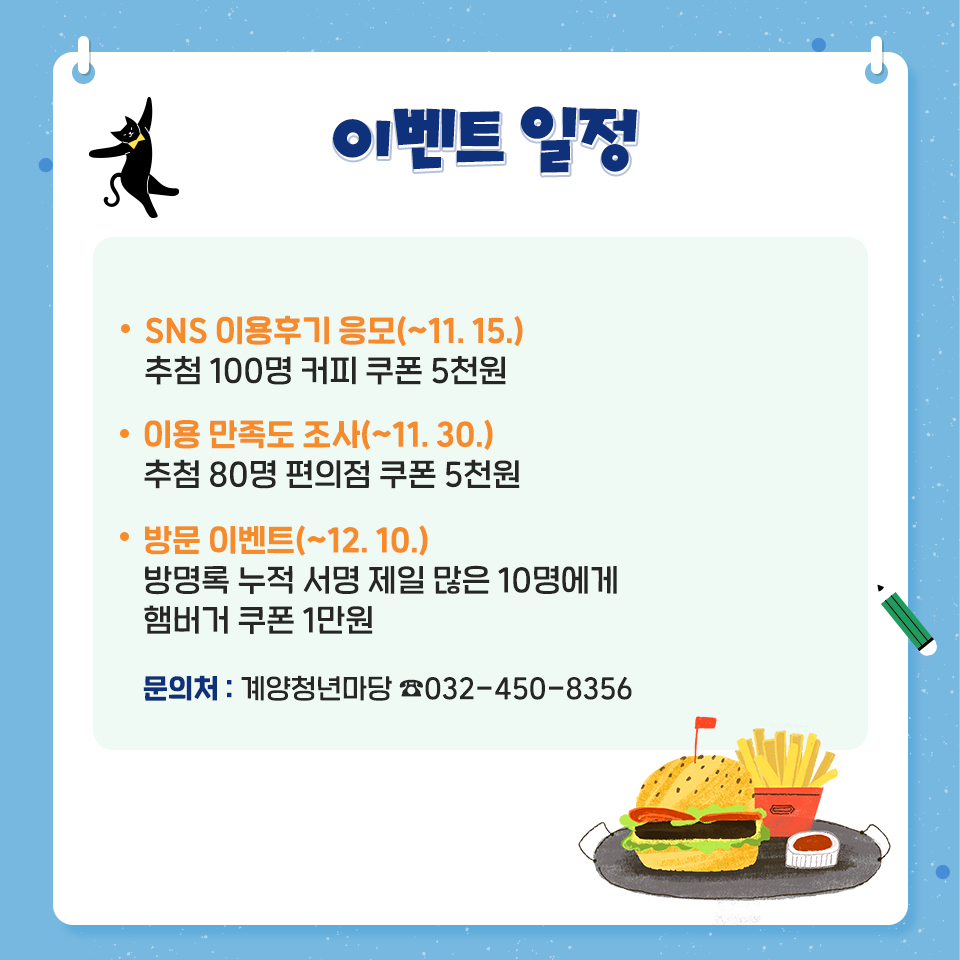 이벤트 일정
• SNS 이용후기 응모(~11. 15.)
추첨 100명 커피 쿠폰 5천원
• 이용 만족도 조사(~11. 30.)
추첨 80명 편의점 쿠폰 5천원
• 방문 이벤트(~12. 10.)
방명록 누적 서명 제일 많은 10명에게
햄버거 쿠폰 1만원
문의처 : 계양청년마당 ☎032-450-8356